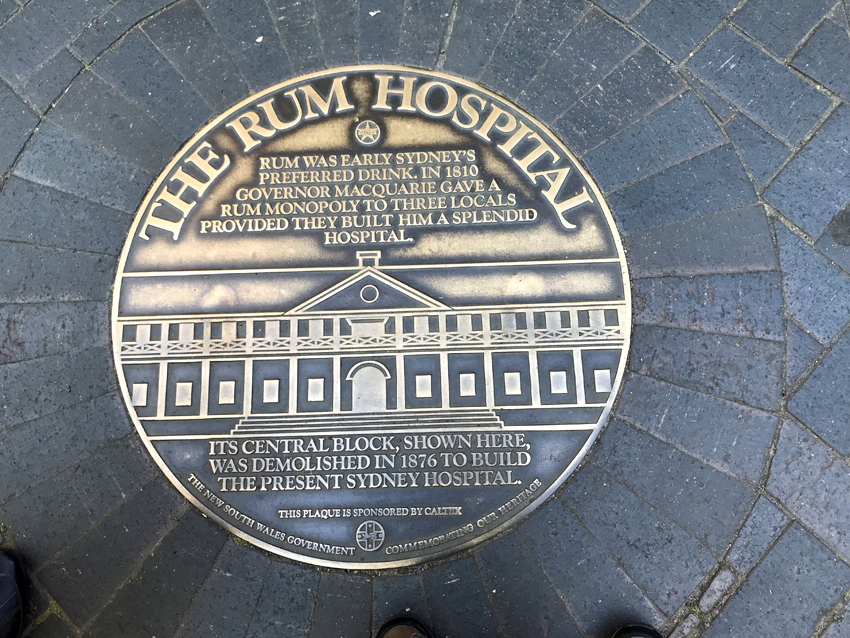 THE RUM HOSPITAL
RUM WAS EARLY SYDNEY'S
PREFERRED DRINK. IN 1810
GOVERNOR MACQUARIE GAVE A
RUM MONOPOLY TO THREE LOCALS
PROVIDED THEY BUILT HIM A SPLENDID
HOSPITAL.
ITS CENTRAL BLOCK, SHOWN HERE,
WAS DEMOLISHED IN 1876 TO BUILD
THE PRESENT SYDNEY HOSPITAL.
THIS PLAQUE IS SPONSORED BY CALTEX
THE NEW SOUTH WALES GOVERNMENT
COMMEMORATING OUR HERITAGE